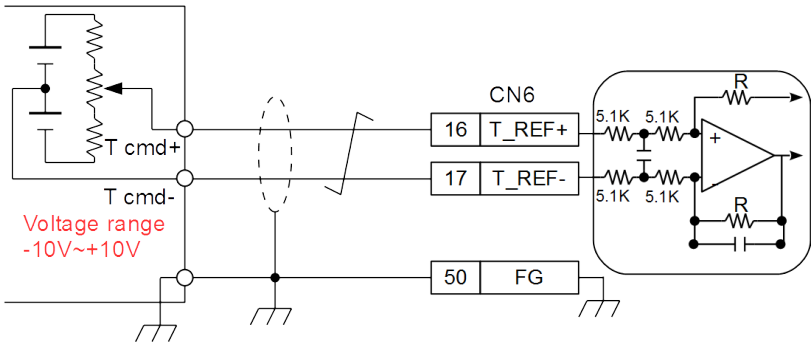 CN6
R
5.1K 5.1K
16 T_REF+
T cmd+
+
17 T_REF-
-
T cmd-
5.1K 5.1K
R
Voltage range
-10V~+10V
50 FG